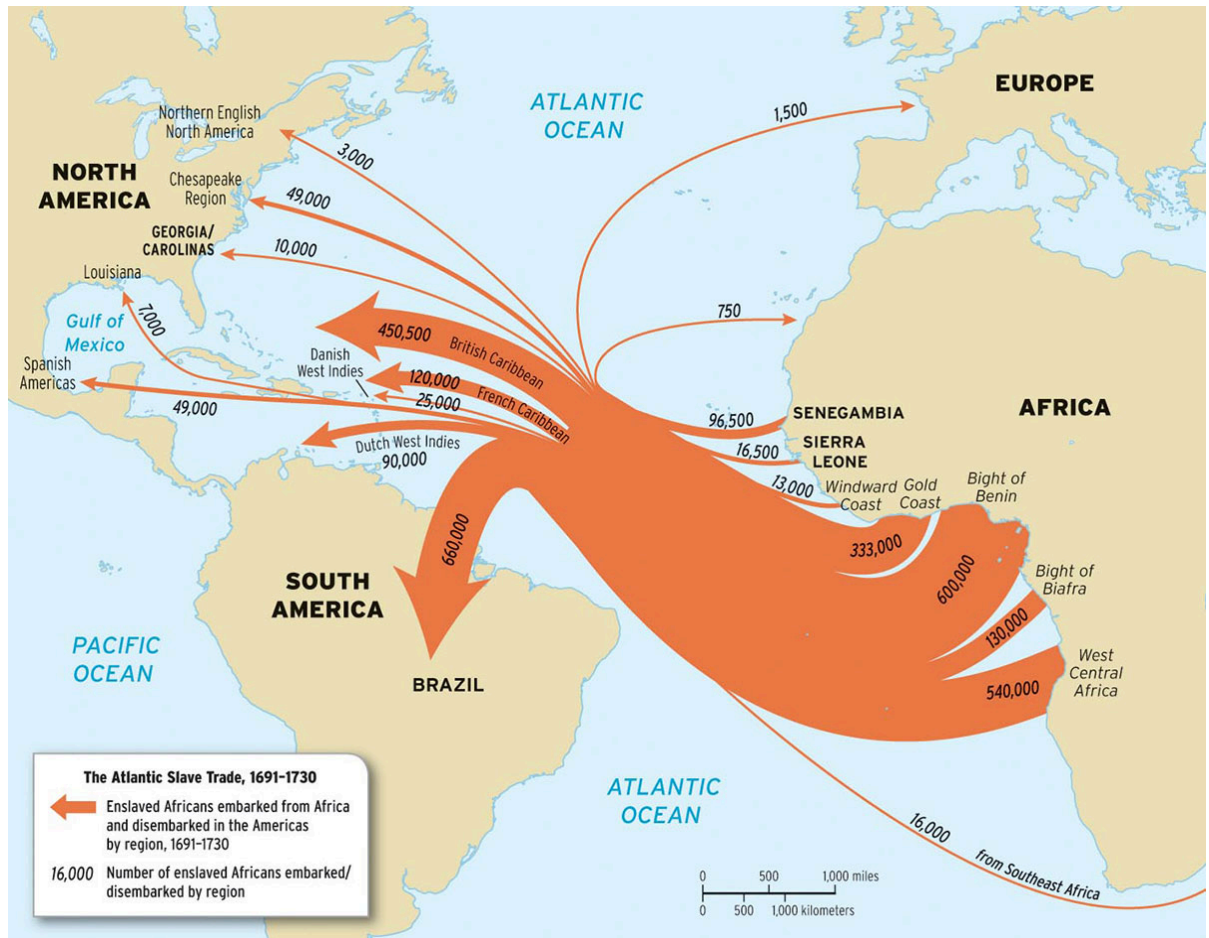 Northern English
North America
NORTH
AMERICA
Chesapeake
Region
GEORGIA/
CAROLINAS
Louisiana
Gulf of
Mexico
Spanish
Americas
ATLANTIC
OCEAN
EUROPE
1,500
3,000
49,000
10,000
7,000
750
450,500
British Caribbean
Danish
West Indies
120,000
French Caribbean
25,000
49,000
Dutch West Indies
90,000
96,500
SENEGAMBIA
16,500
SIERRA
LEONE
13,000
Windward
Coast
Gold
Coast
Bight of
Benin
AFRICA
333,000
600,000
Bight of
Biafra
130,000
West
Central
Africa
540,000
660,000
SOUTH
AMERICA
BRAZIL
PACIFIC
OCEAN
ATLANTIC
OCEAN
16,000
from Southeast Africa
The Atlantic Slave Trade, 1691–1730
Enslaved Africans embarked from Africa
and disembarked in the Americas
by region, 1691-1730
16,000 Number of enslaved Africans embarked/
disembarked by region
0 500 1,000 miles
0 500 1,000 kilometers